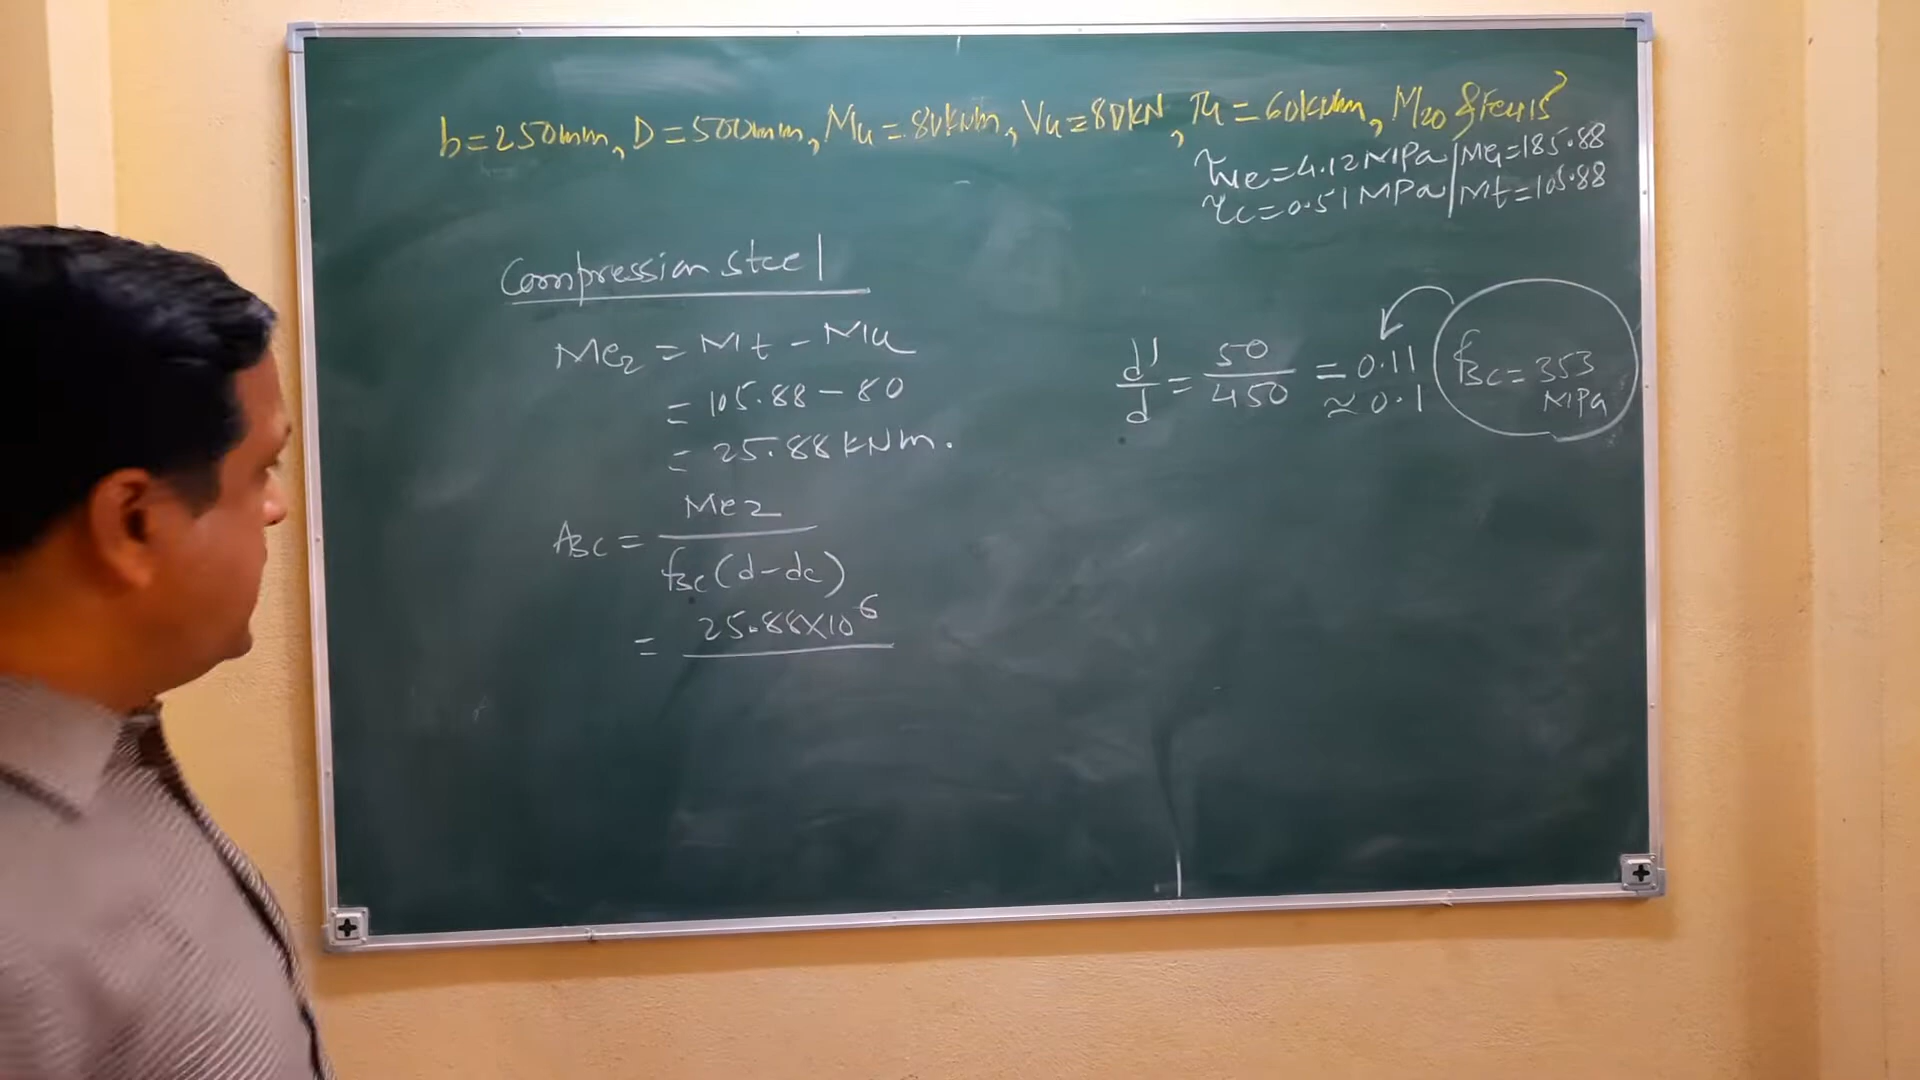 b=250mm, D=500mm, Mu=80kNm, Vu=80kN, Tu=60kNm, M20 & Fe415?
τve=4.12MPa/Me1=185.88
τc=0.51MPa/Mt=105.88
Compression steel
Me2 = Mt - Mu
= 105.88 - 80
= 25.88 kNm.
Asc = Me2 / fsc(d-dc)
= 25.88×10^6
d'/d = 50/450 = 0.11
≈ 0.1
fsc = 353
MPa